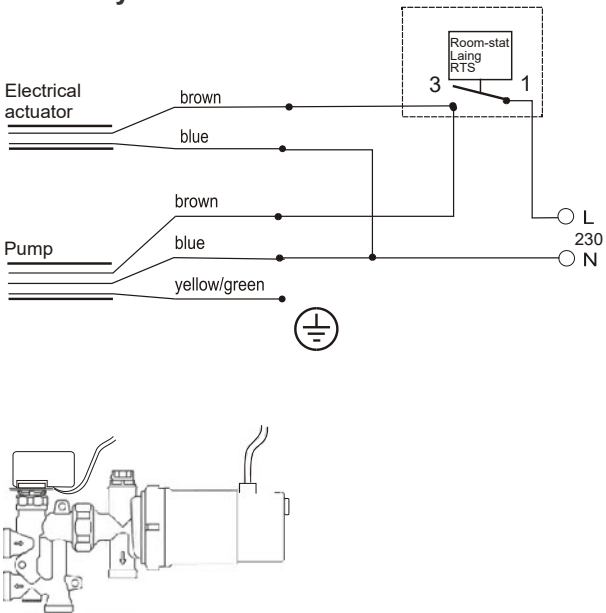 Room-stat
Laing
RTS
3
1
Electrical
actuator
brown
blue
brown
L
230
Pump
blue
N
yellow/green